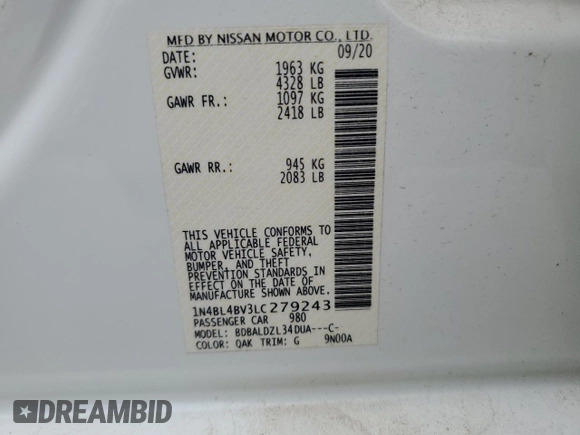 MFD BY NISSAN MOTOR CO., LTD.
DATE: 09/20
GVWR: 1963 KG
4328 LB
GAWR FR.: 1097 KG
2418 LB
GAWR RR.: 945 KG
2083 LB
THIS VEHICLE CONFORMS TO
ALL APPLICABLE FEDERAL
MOTOR VEHICLE SAFETY,
BUMPER, AND THEFT
PREVENTION STANDARDS IN
EFFECT ON THE DATE OF
MANUFACTURE SHOWN ABOVE.
1N4BL4BV3LC279243
PASSENGER CAR 980
MODEL: BDBALDZL34DUA---C-
COLOR: QAK TRIM: G 9N00A
DREAMBID